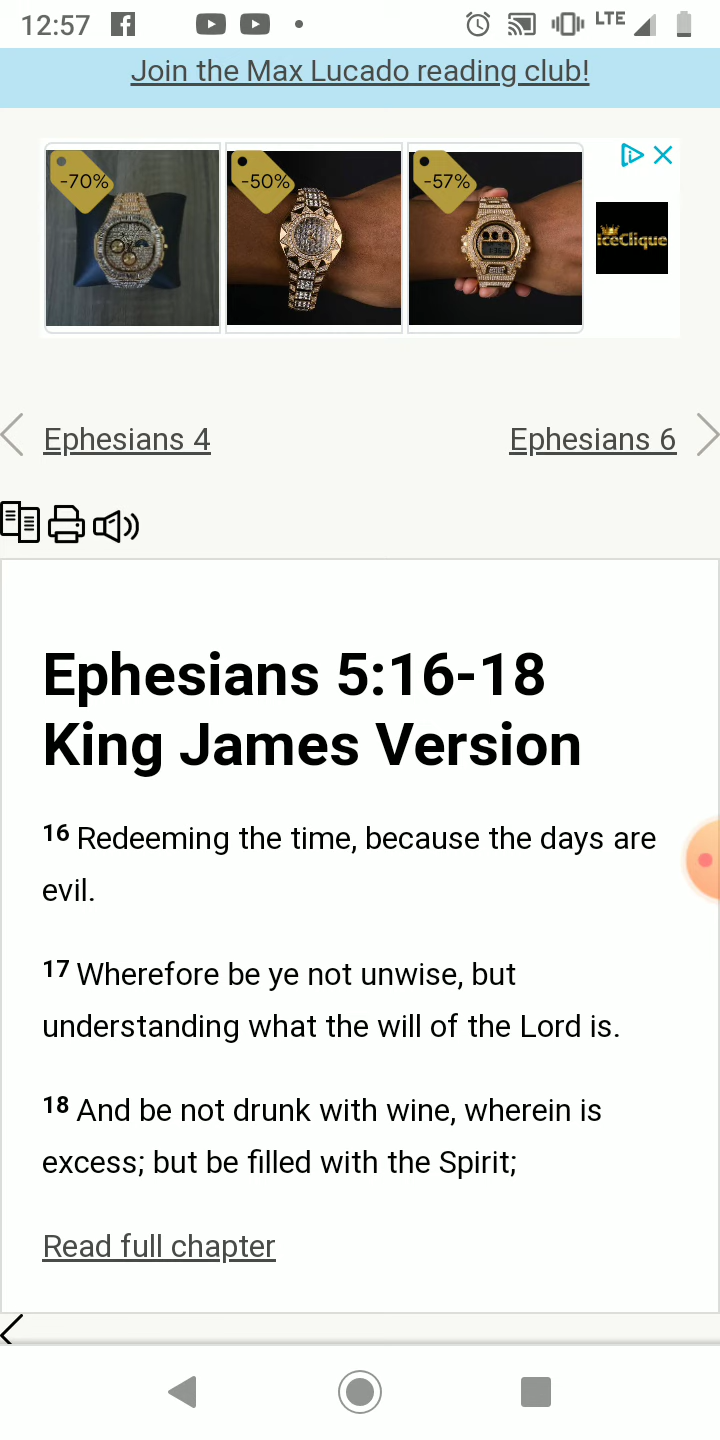 12:57 LTE
Join the Max Lucado reading club!
-70% -50% -57%
iceClique
Ephesians 4 Ephesians 6
Ephesians 5:16-18
King James Version
16 Redeeming the time, because the days are
evil.
17 Wherefore be ye not unwise, but
understanding what the will of the Lord is.
18 And be not drunk with wine, wherein is
excess; but be filled with the Spirit;
Read full chapter